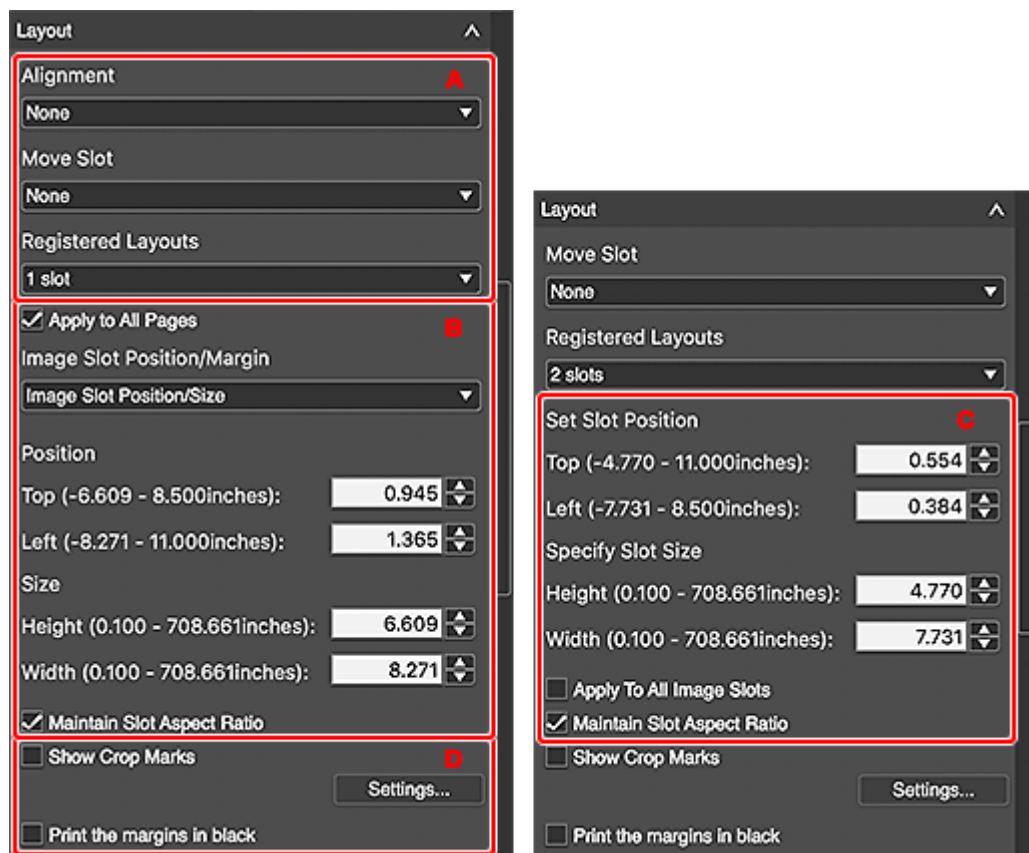 Layout
Alignment A
None
Move Slot
None
Registered Layouts
1 slot
Apply to All Pages B
Image Slot Position/Margin
Image Slot Position/Size
Position
Top (-6.609 - 8.500inches): 0.945
Left (-8.271 - 11.000inches): 1.365
Size
Height (0.100 - 708.661inches): 6.609
Width (0.100 - 708.661inches): 8.271
Maintain Slot Aspect Ratio
Show Crop Marks D
Settings...
Print the margins in black
Layout
Move Slot
None
Registered Layouts
2 slots
Set Slot Position C
Top (-4.770 - 11.000inches): 0.554
Left (-7.731 - 8.500inches): 0.384
Specify Slot Size
Height (0.100 - 708.661inches): 4.770
Width (0.100 - 708.661inches): 7.731
Apply To All Image Slots
Maintain Slot Aspect Ratio
Show Crop Marks
Settings...
Print the margins in black